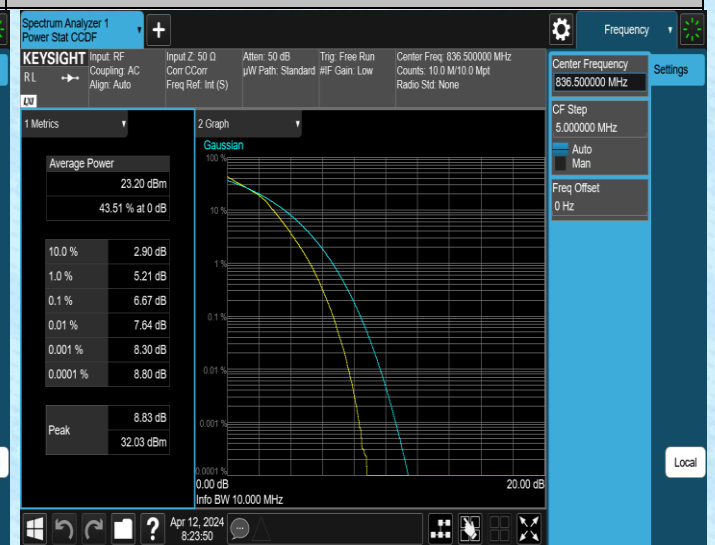 Spectrum Analyzer 1
Power Stat CCDF
+
Frequency
KEYSIGHT
RL
LXI
Input: RF
Coupling: AC
Align: Auto
Input Z: 50 Ω
Corr CCorr
Freq Ref: Int (S)
Atten: 50 dB
µW Path: Standard
Trig: Free Run
#IF Gain: Low
Center Freq: 836.500000 MHz
Counts: 10.0 M/10.0 Mpt
Radio Std: None
Center Frequency
836.500000 MHz
Settings
CF Step
5.000000 MHz
Auto
Man
Freq Offset
0 Hz
1 Metrics
Average Power
23.20 dBm
43.51 % at 0 dB
10.0 % 2.90 dB
1.0 % 5.21 dB
0.1 % 6.67 dB
0.01 % 7.64 dB
0.001 % 8.30 dB
0.0001 % 8.80 dB
Peak
8.83 dB
32.03 dBm
2 Graph
Gaussian
100 %
10 %
1 %
0.1 %
0.01 %
0.001 %
0.0001 %
0.00 dB 20.00 dB
Info BW 10.000 MHz
Local
?
Apr 12, 2024
8:23:50